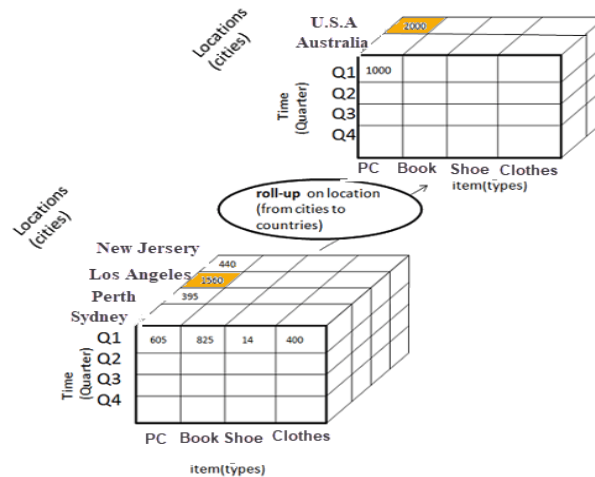 Locations
(cities)
U.S.A
2000
Australia
Time
(Quarter)
Q1
1000
Q2
Q3
Q4
PC Book Shoe Clothes
item(types)
roll-up on location
(from cities to
countries)
Locations
(cities)
New Jersery
440
Los Angeles
1560
Perth
395
Sydney
Time
(Quarter)
Q1
605 825 14 400
Q2
Q3
Q4
PC Book Shoe Clothes
item(types)